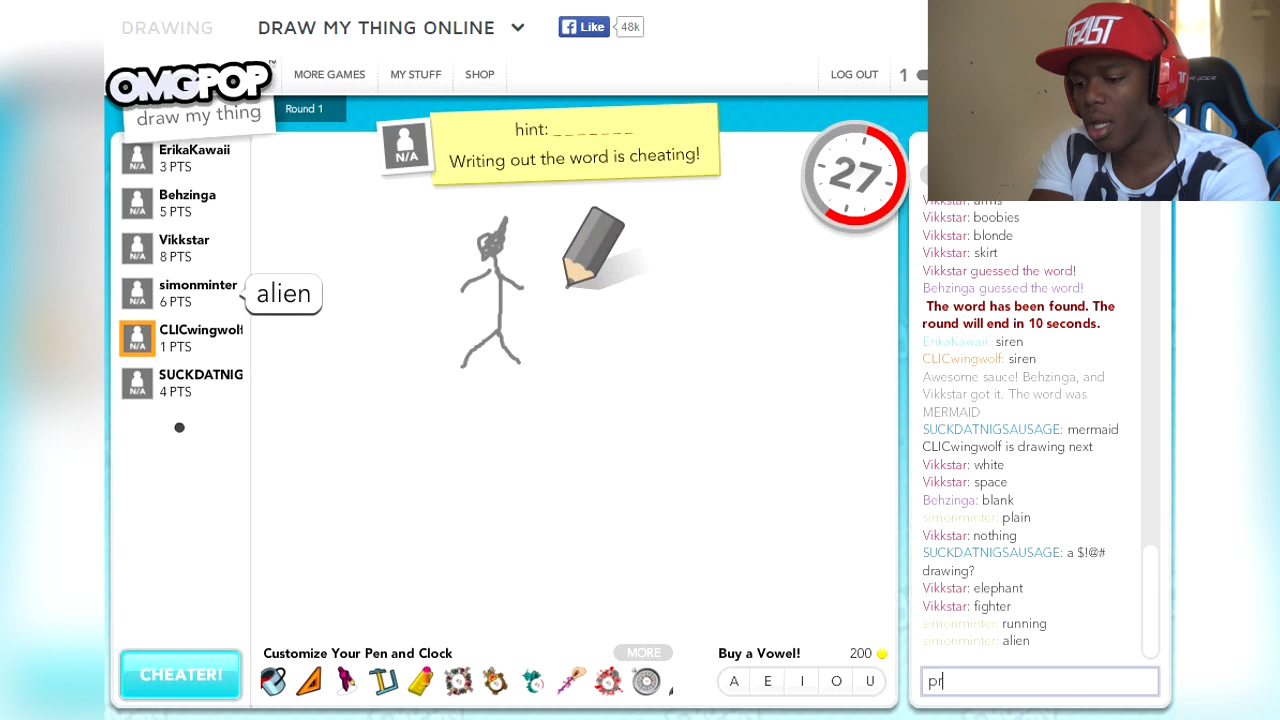 DRAWING
DRAW MY THING ONLINE
Like
48k
OMGPOP
™
MORE GAMES
MY STUFF
SHOP
LOG OUT
1
draw my thing
Round 1
hint: _ _ _ _ _ _ _
Writing out the word is cheating!
27
N/A
N/A
ErikaKawaii
3 PTS
N/A
Behzinga
5 PTS
N/A
Vikkstar
8 PTS
N/A
simonminter
6 PTS
alien
N/A
CLICwingwolf
1 PTS
N/A
SUCKDATNIG
4 PTS
CHEATER!
Customize Your Pen and Clock
MORE
Buy a Vowel!
200
A E I O U
Vikkstar: arms
Vikkstar: boobies
Vikkstar: blonde
Vikkstar: skirt
Vikkstar guessed the word!
Behzinga guessed the word!
The word has been found. The
round will end in 10 seconds.
ErikaKawaii: siren
CLICwingwolf: siren
Awesome sauce! Behzinga, and
Vikkstar got it. The word was
MERMAID
SUCKDATNIGSAUSAGE: mermaid
CLICwingwolf is drawing next
Vikkstar: white
Vikkstar: space
Behzinga: blank
simonminter: plain
Vikkstar: nothing
SUCKDATNIGSAUSAGE: a $!@#
drawing?
Vikkstar: elephant
Vikkstar: fighter
simonminter: running
simonminter: alien
pr